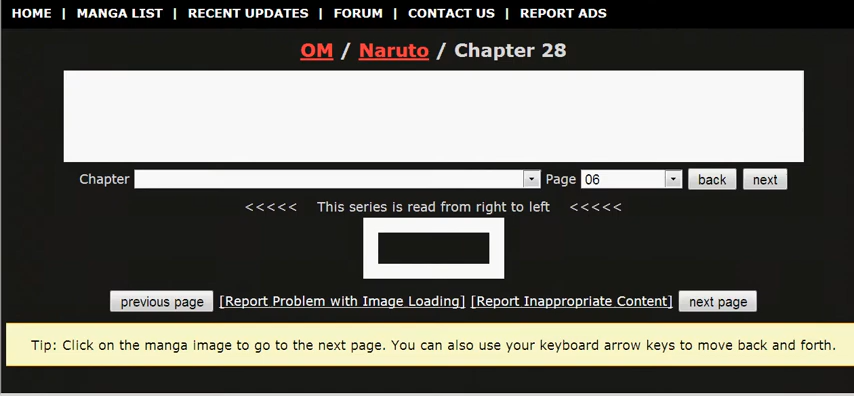 HOME | MANGA LIST | RECENT UPDATES | FORUM | CONTACT US | REPORT ADS
OM / Naruto / Chapter 28
Chapter Page 06 back next
<<<<< This series is read from right to left <<<<<
previous page [Report Problem with Image Loading] [Report Inappropriate Content] next page
Tip: Click on the manga image to go to the next page. You can also use your keyboard arrow keys to move back and forth.